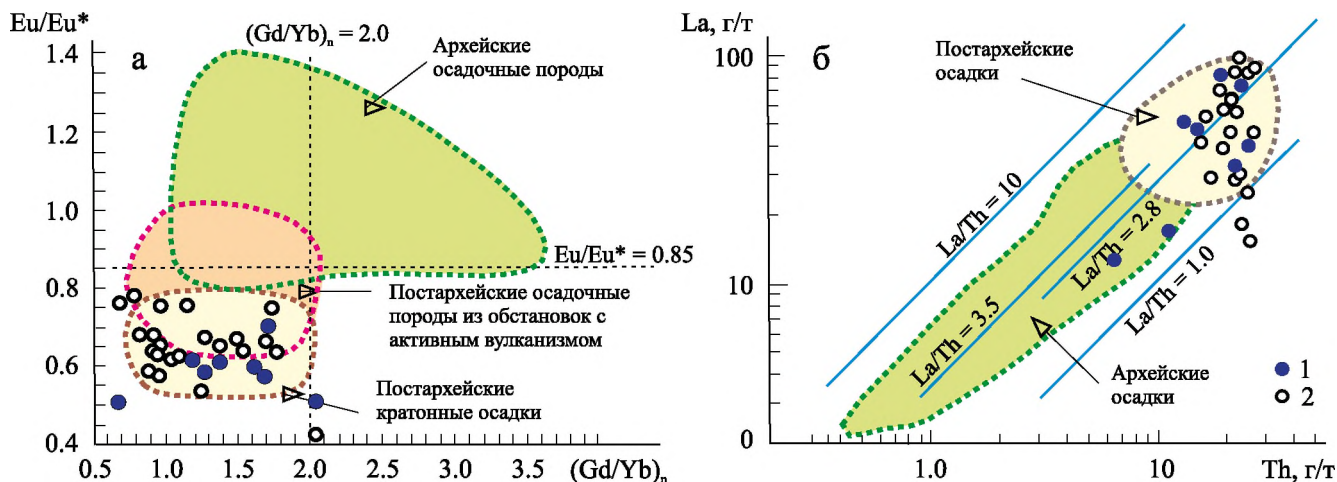 Eu/Eu*
1.4
1.2
1.0
0.8
0.6
0.4
0.5
1.0
1.5
2.0
2.5
3.0
3.5
(Gd/Yb)n
а
(Gd/Yb)n = 2.0
Архейские
осадочные породы
Eu/Eu* = 0.85
Постархейские осадочные
породы из обстановок с
активным вулканизмом
Постархейские
кратонные осадки
La, г/т
100
10
0
1.0
10
Th, г/т
б
Постархейские
осадки
La/Th = 10
La/Th = 2.8
La/Th = 3.5
La/Th = 1.0
Архейские
осадки
1
2